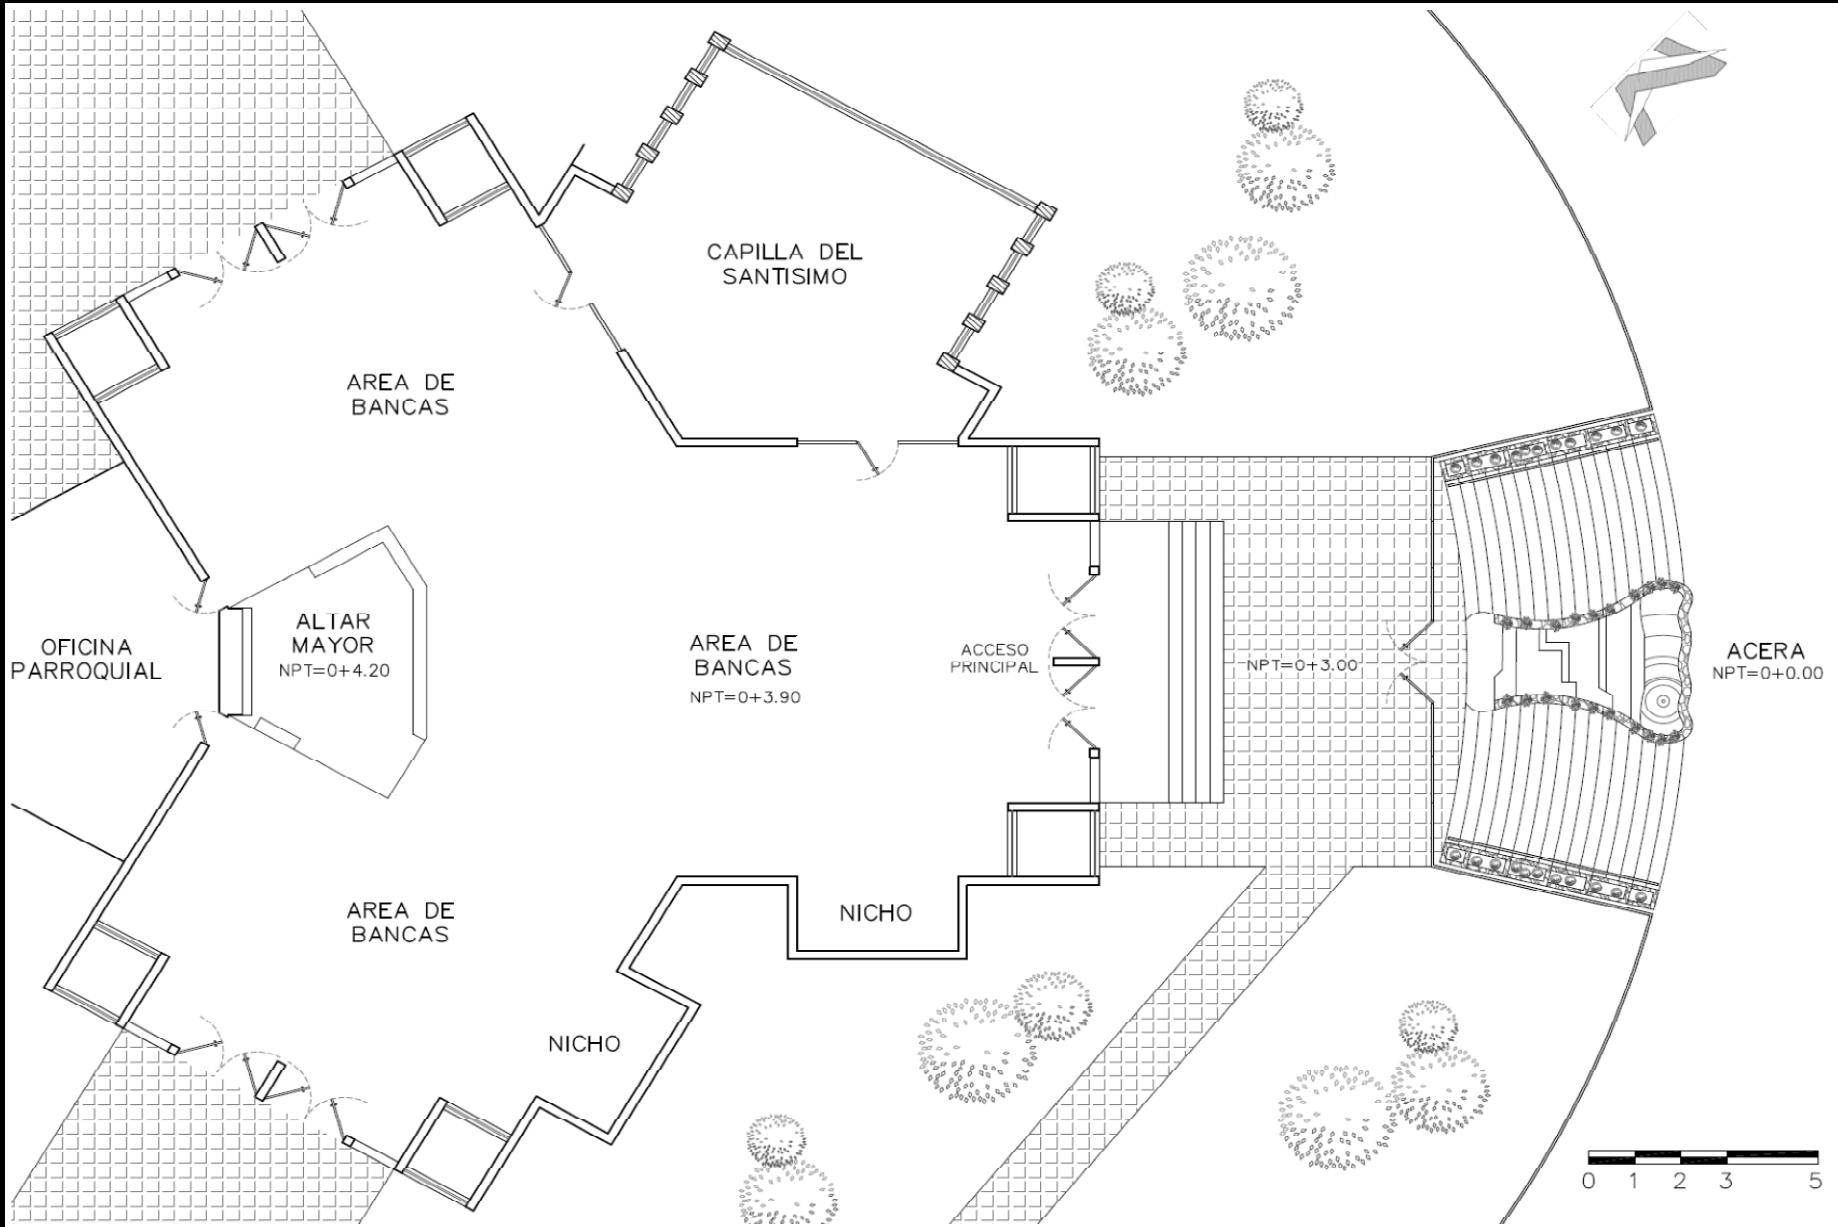 CAPILLA DEL
SANTISIMO
AREA DE
BANCAS
ALTAR
MAYOR
NPT=0+4.20
OFICINA
PARROQUIAL
AREA DE
BANCAS
NPT=0+3.90
ACCESO
PRINCIPAL
NPT=0+3.00
ACERA
NPT=0+0.00
AREA DE
BANCAS
NICHO
NICHO
0 1 2 3 5